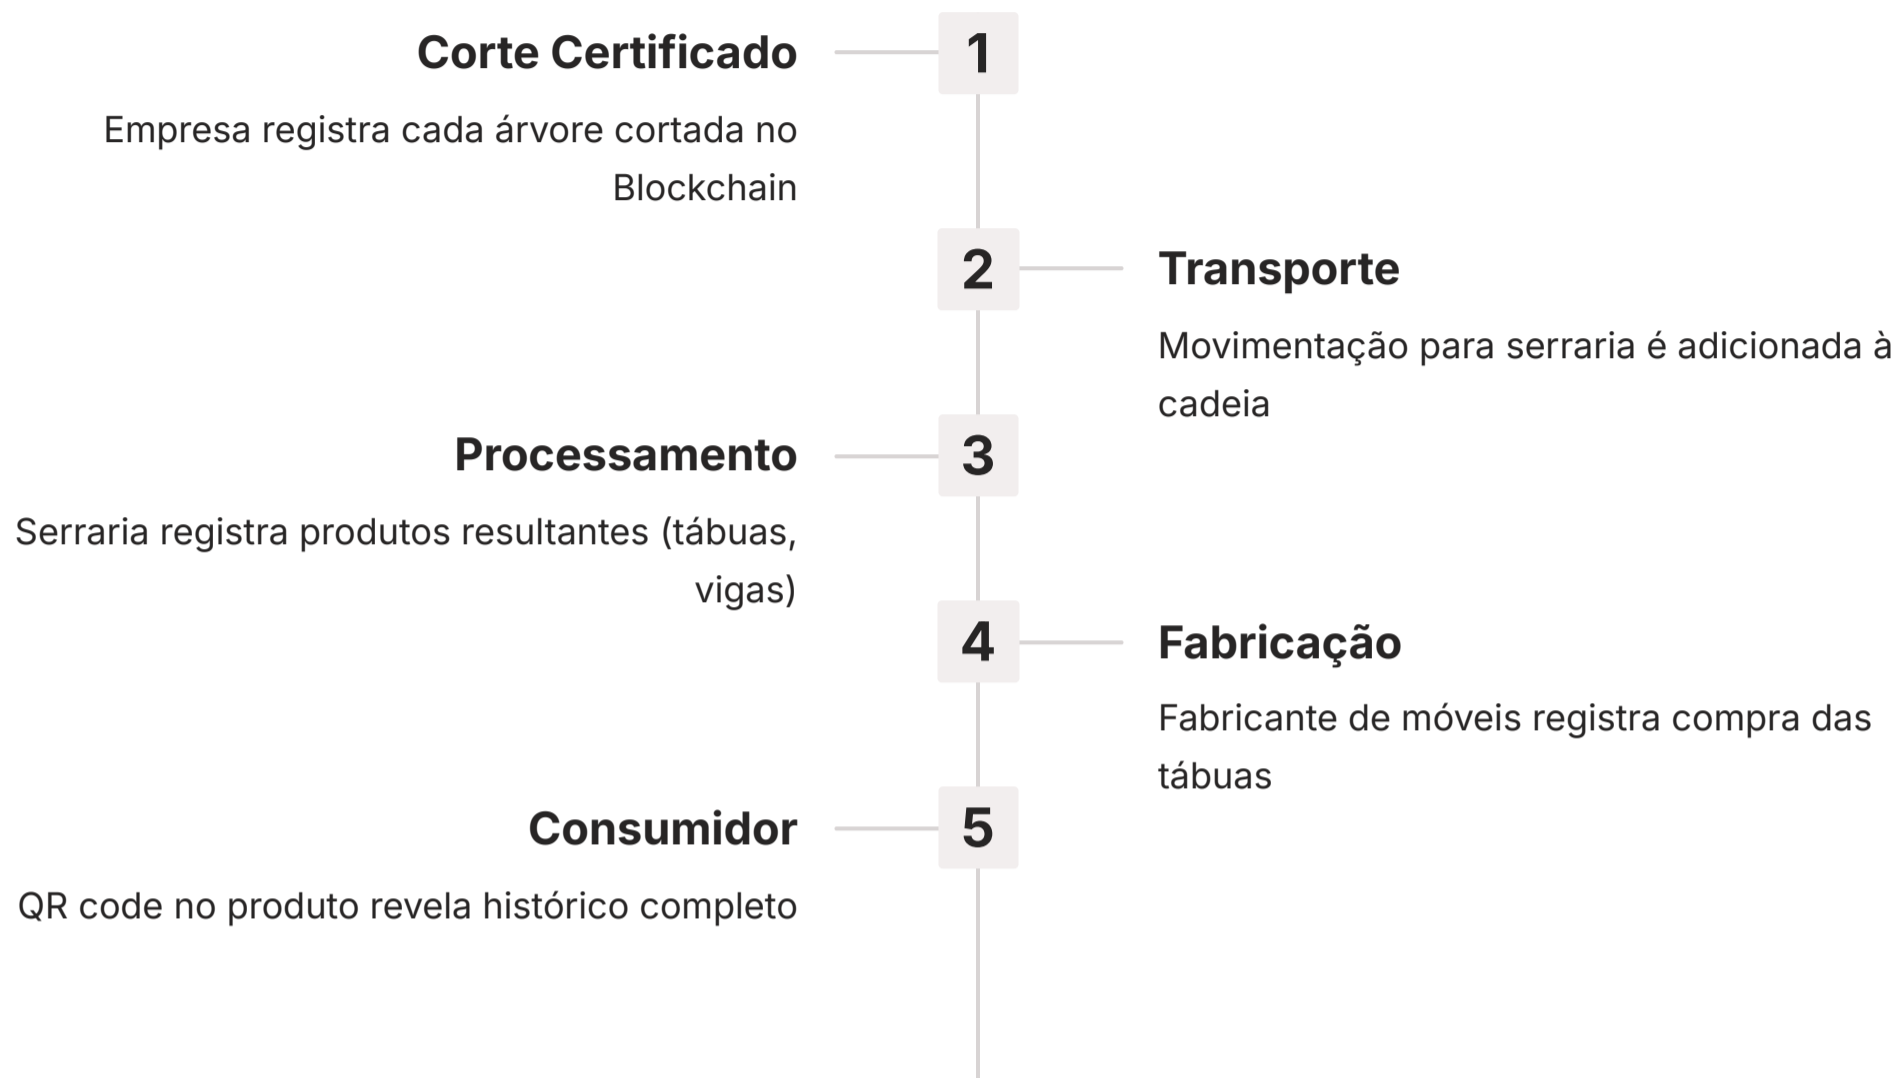 Corte Certificado
1
Empresa registra cada árvore cortada no
Blockchain
2
Transporte
Movimentação para serraria é adicionada à
cadeia
Processamento
3
Serraria registra produtos resultantes (tábuas,
vigas)
4
Fabricação
Fabricante de móveis registra compra das
tábuas
Consumidor
5
QR code no produto revela histórico completo